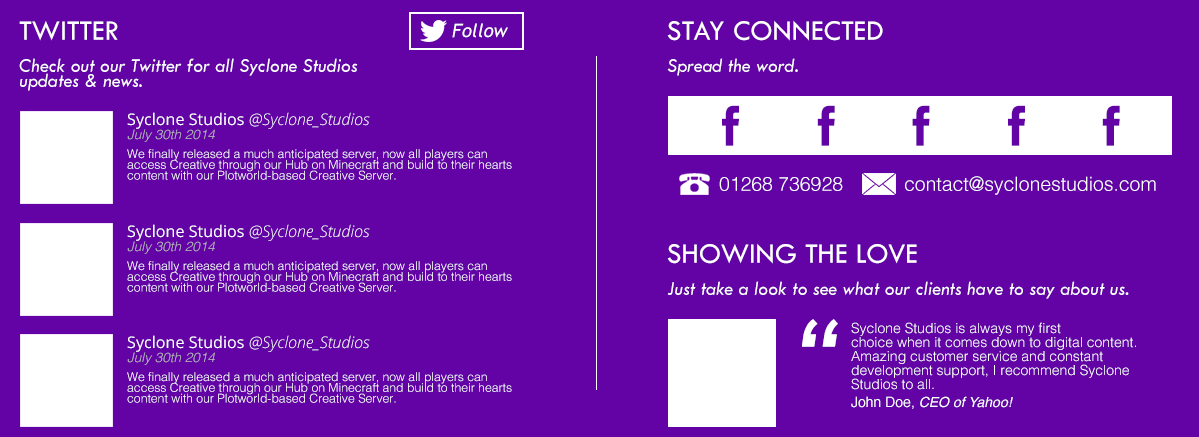 TWITTER
Follow
Check out our Twitter for all Syclone Studios
updates & news.
Syclone Studios @Syclone_Studios
July 30th 2014
We finally released a much anticipated server, now all players can
access Creative through our Hub on Minecraft and build to their hearts
content with our Plotworld-based Creative Server.
Syclone Studios @Syclone_Studios
July 30th 2014
We finally released a much anticipated server, now all players can
access Creative through our Hub on Minecraft and build to their hearts
content with our Plotworld-based Creative Server.
Syclone Studios @Syclone_Studios
July 30th 2014
We finally released a much anticipated server, now all players can
access Creative through our Hub on Minecraft and build to their hearts
content with our Plotworld-based Creative Server.
STAY CONNECTED
Spread the word.
f f f f f
01268 736928 contact@syclonestudios.com
SHOWING THE LOVE
Just take a look to see what our clients have to say about us.
“ Syclone Studios is always my first
choice when it comes down to digital content.
Amazing customer service and constant
development support, I recommend Syclone
Studios to all.
John Doe, CEO of Yahoo!